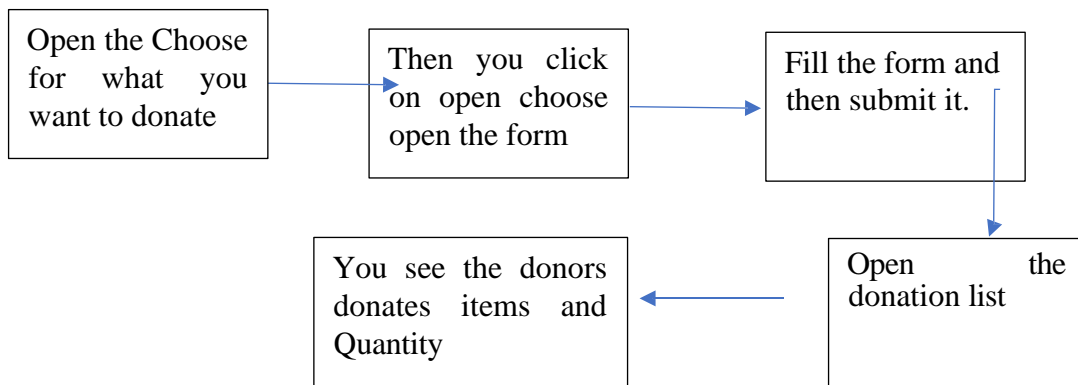 Open the Choose
for what you
want to donate
Then you click
on open choose
open the form
Fill the form and
then submit it.
Open the
donation list
You see the donors
donates items and
Quantity